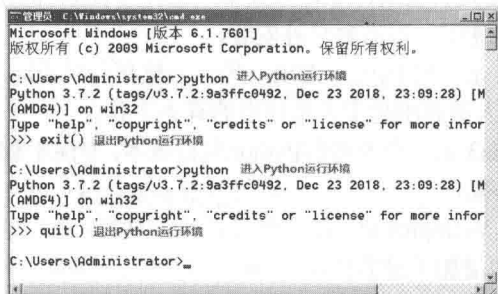 管理员 C:\Windows\system32\cmd.exe
Microsoft Windows [版本 6.1.7601]
版权所有 (c) 2009 Microsoft Corporation。保留所有权利。
C:\Users\Administrator>python 进入Python运行环境
Python 3.7.2 (tags/v3.7.2:9a3ffc0492, Dec 23 2018, 23:09:28) [M
(AMD64)] on win32
Type "help", "copyright", "credits" or "license" for more infor
>>> exit() 退出Python运行环境
C:\Users\Administrator>python 进入Python运行环境
Python 3.7.2 (tags/v3.7.2:9a3ffc0492, Dec 23 2018, 23:09:28) [M
(AMD64)] on win32
Type "help", "copyright", "credits" or "license" for more infor
>>> quit() 退出Python运行环境
C:\Users\Administrator>_